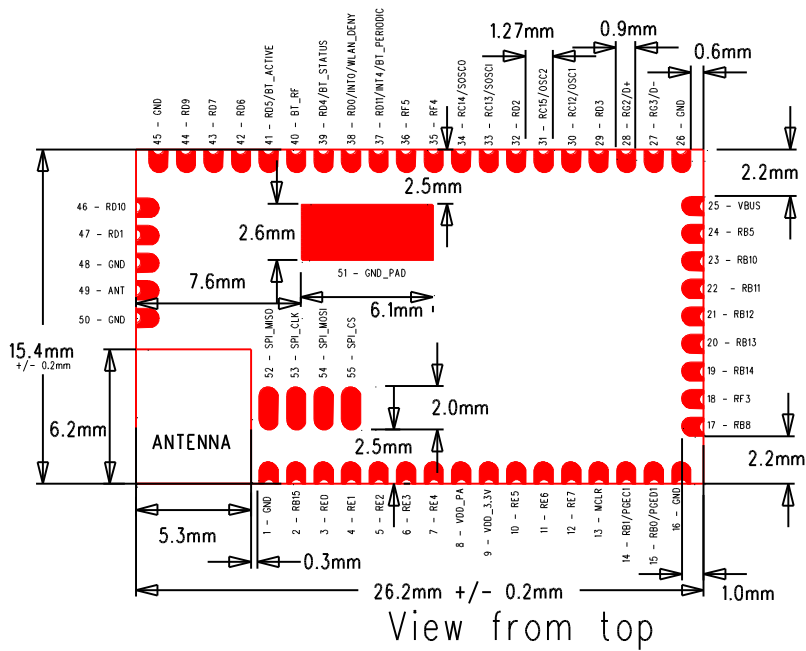 1.27mm
0.9mm
0.6mm
45 - GND
44 - RD9
43 - RD7
42 - RD6
41 - RD5/BT_ACTIVE
40 - BT_RF
39 - RD4/BT_STATUS
38 - RD0/INT0/WLAN_DENY
37 - RD11/INT4/BT_PERIODIC
36 - RF5
35 - RF4
34 - RC14/SOSCO
33 - RC13/SOSCI
32 - RD2
31 - RC15/OSC2
30 - RC12/OSC1
29 - RD3
28 - RG2/D+
27 - RG3/D-
26 - GND
2.5mm
2.2mm
46 - RD10
47 - RD1
48 - GND
49 - ANT
50 - GND
2.6mm
51 - GND_PAD
7.6mm
6.1mm
25 - VBUS
24 - RB5
23 - RB10
22 - RB11
21 - RB12
20 - RB13
19 - RB14
18 - RF3
17 - RB8
15.4mm
+/- 0.2mm
52 - SPI_MISO
53 - SPI_CLK
54 - SPI_MOSI
55 - SPI_CS
6.2mm
ANTENNA
2.0mm
2.5mm
2.2mm
1 - GND
2 - RB15
3 - RE0
4 - RE1
5 - RE2
6 - RE3
7 - RE4
8 - VDD_PA
9 - VDD_3.3V
10 - RE5
11 - RE6
12 - RE7
13 - MCLR
14 - RB1/PGEC1
15 - RB0/PGED1
16 - GND
5.3mm
0.3mm
26.2mm +/- 0.2mm
1.0mm
View from top